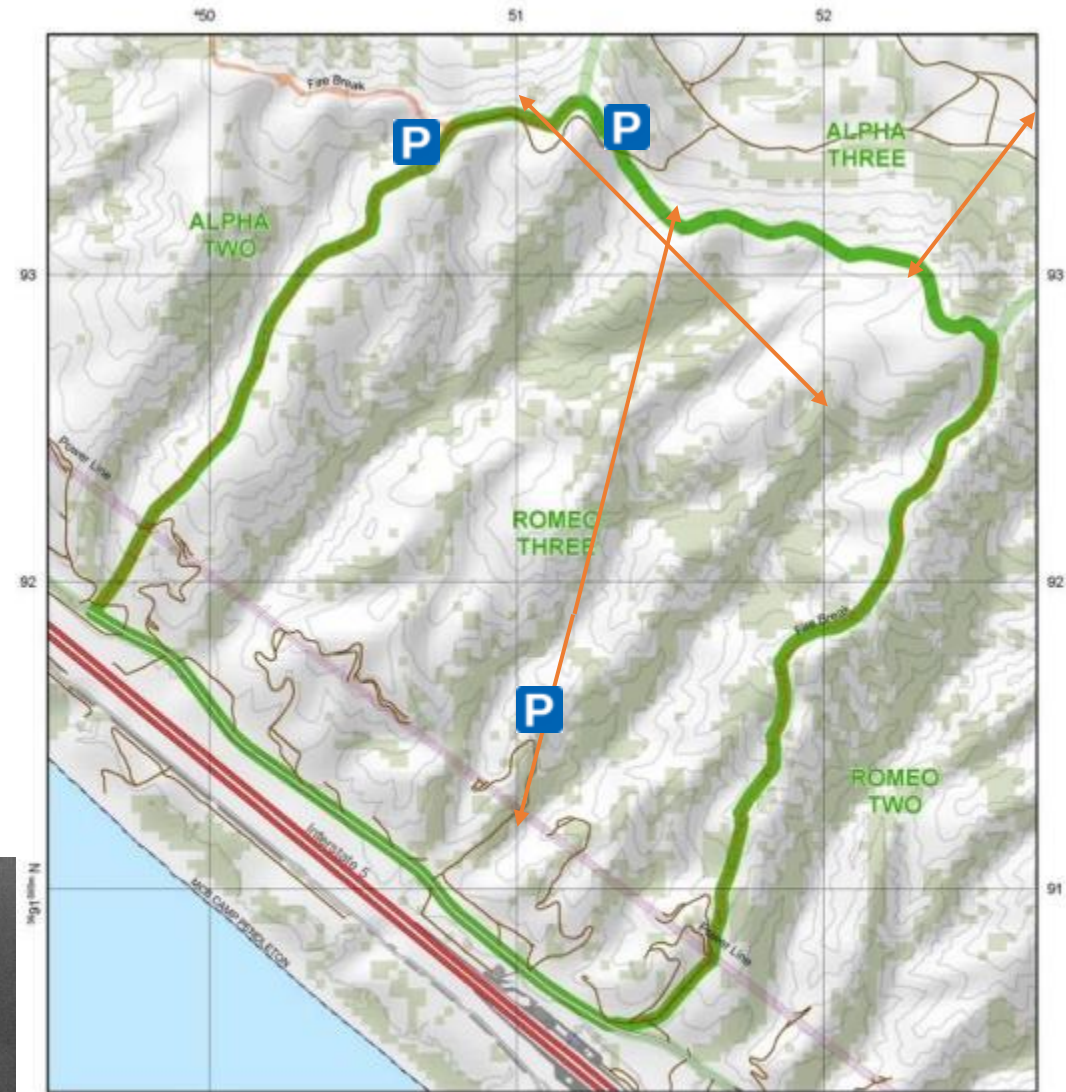 ⁴50 51 52
Fire Break
P
P
ALPHA
THREE
ALPHA
TWO
93 93
Power Line
ROMEO
THREE
92 92
Fire Break
P
ROMEO
TWO
Interstate 5
91
MCB CAMP PENDLETON
Power Line